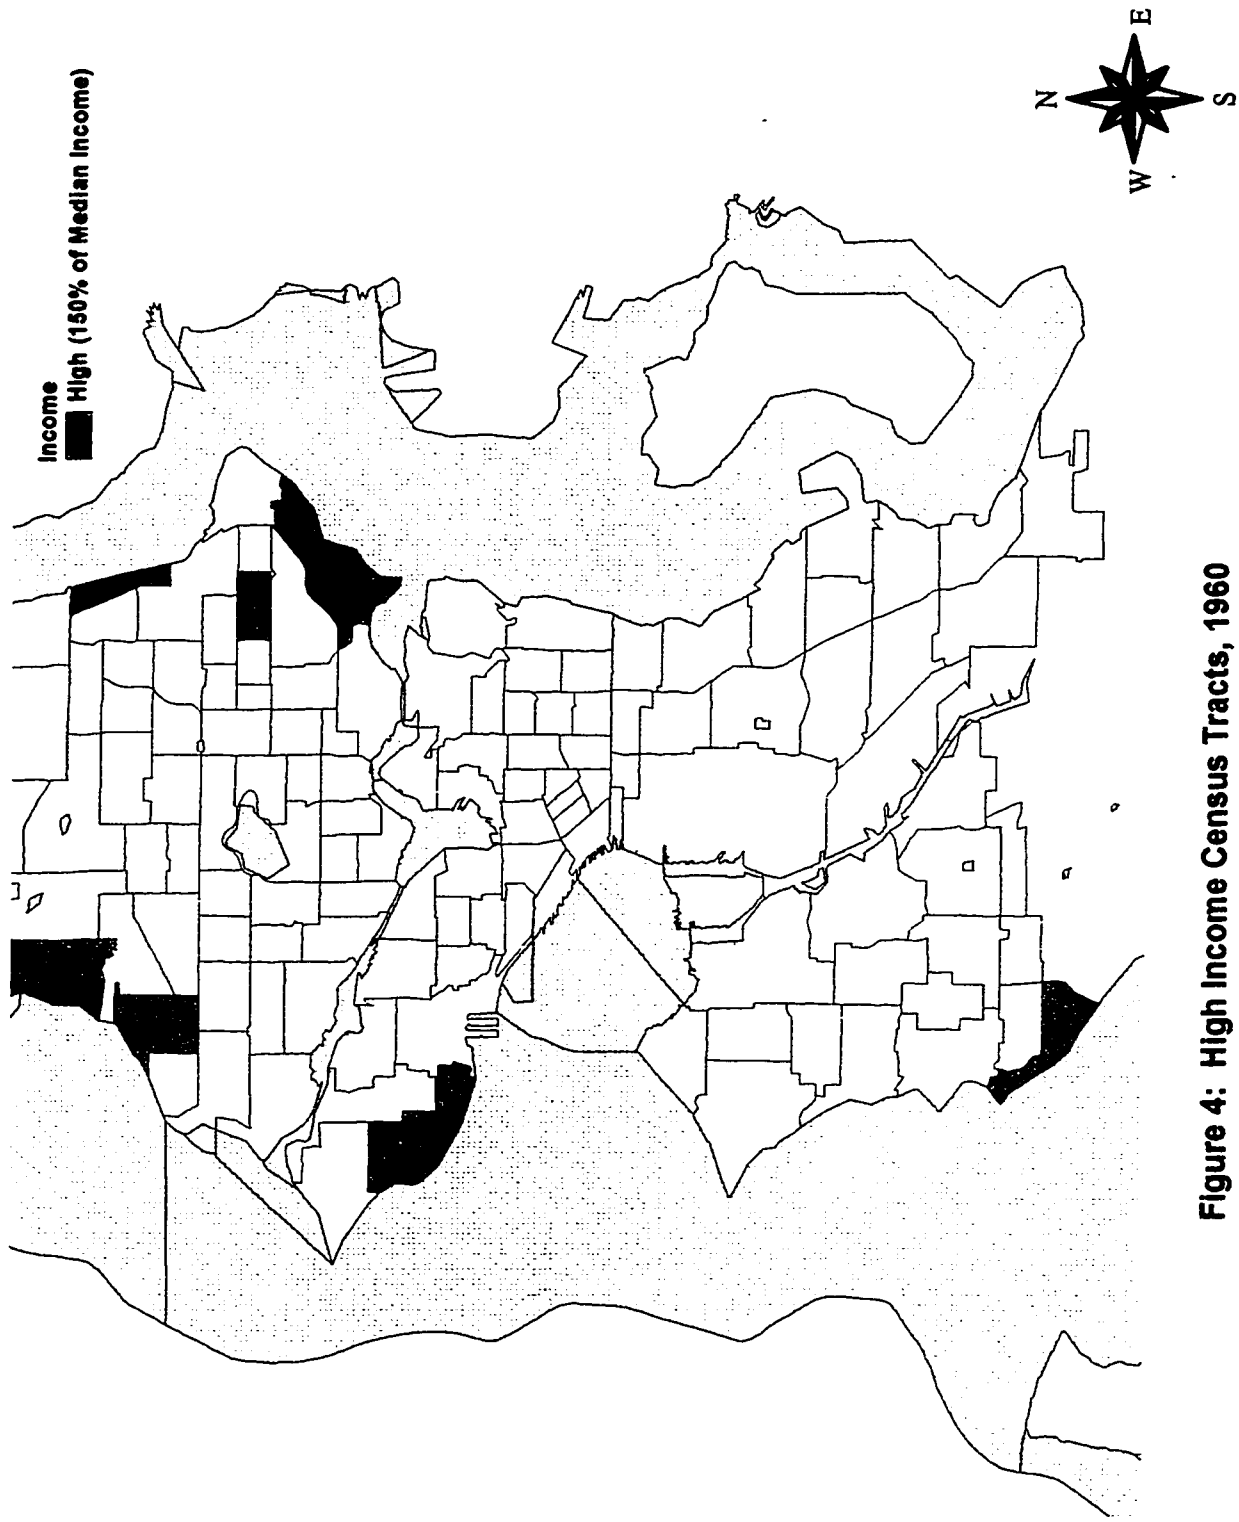 Income
High (150% of Median Income)
N
W
E
S
Figure 4: High Income Census Tracts, 1960